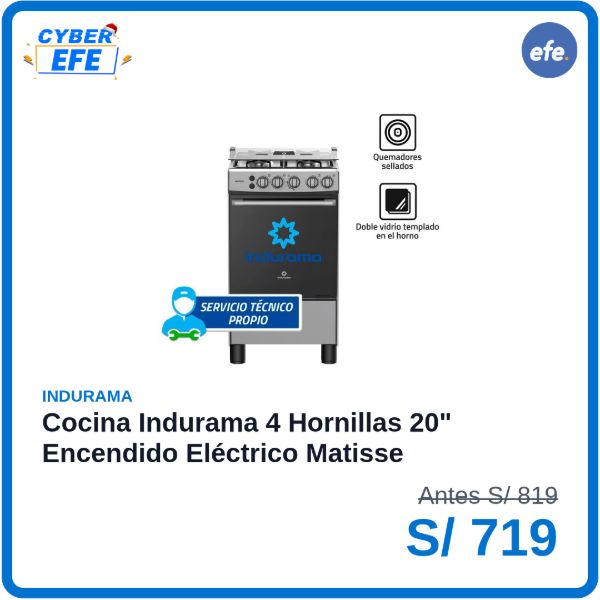 CYBER
EFE
efe.
Quemadores
sellados
Doble vidrio templado
en el horno
indurama
SERVICIO TÉCNICO
PROPIO
INDURAMA
Cocina Indurama 4 Hornillas 20"
Encendido Eléctrico Matisse
Antes S/ 819
S/ 719